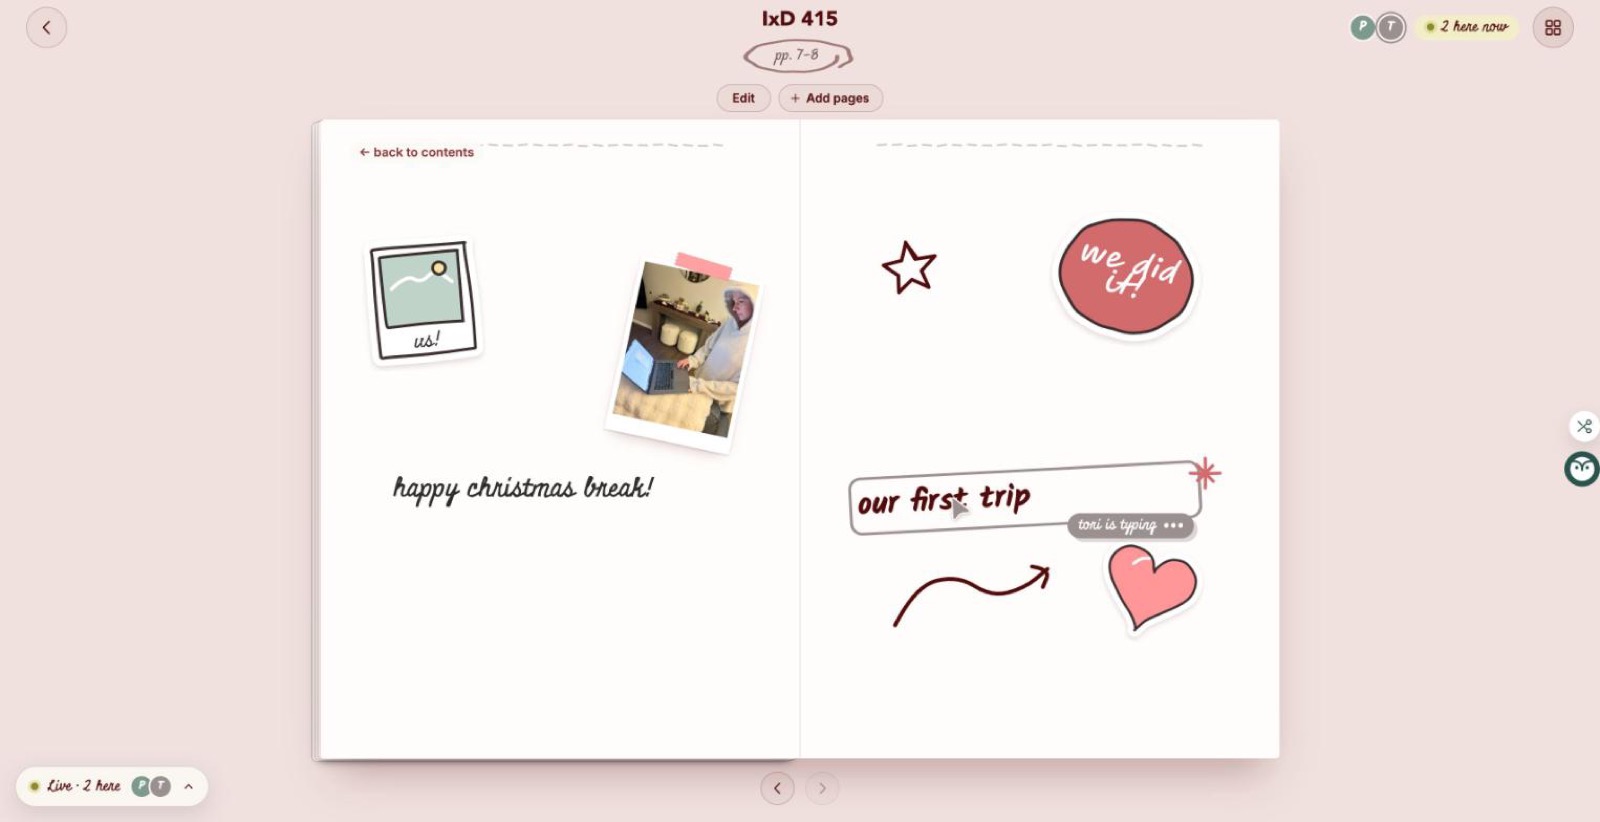 IxD 415
pp. 7-8
P T
2 here now
Edit
+ Add pages
← back to contents
us!
happy christmas break!
we did
it!
our first trip
toni is typing •••
Live · 2 here
P T